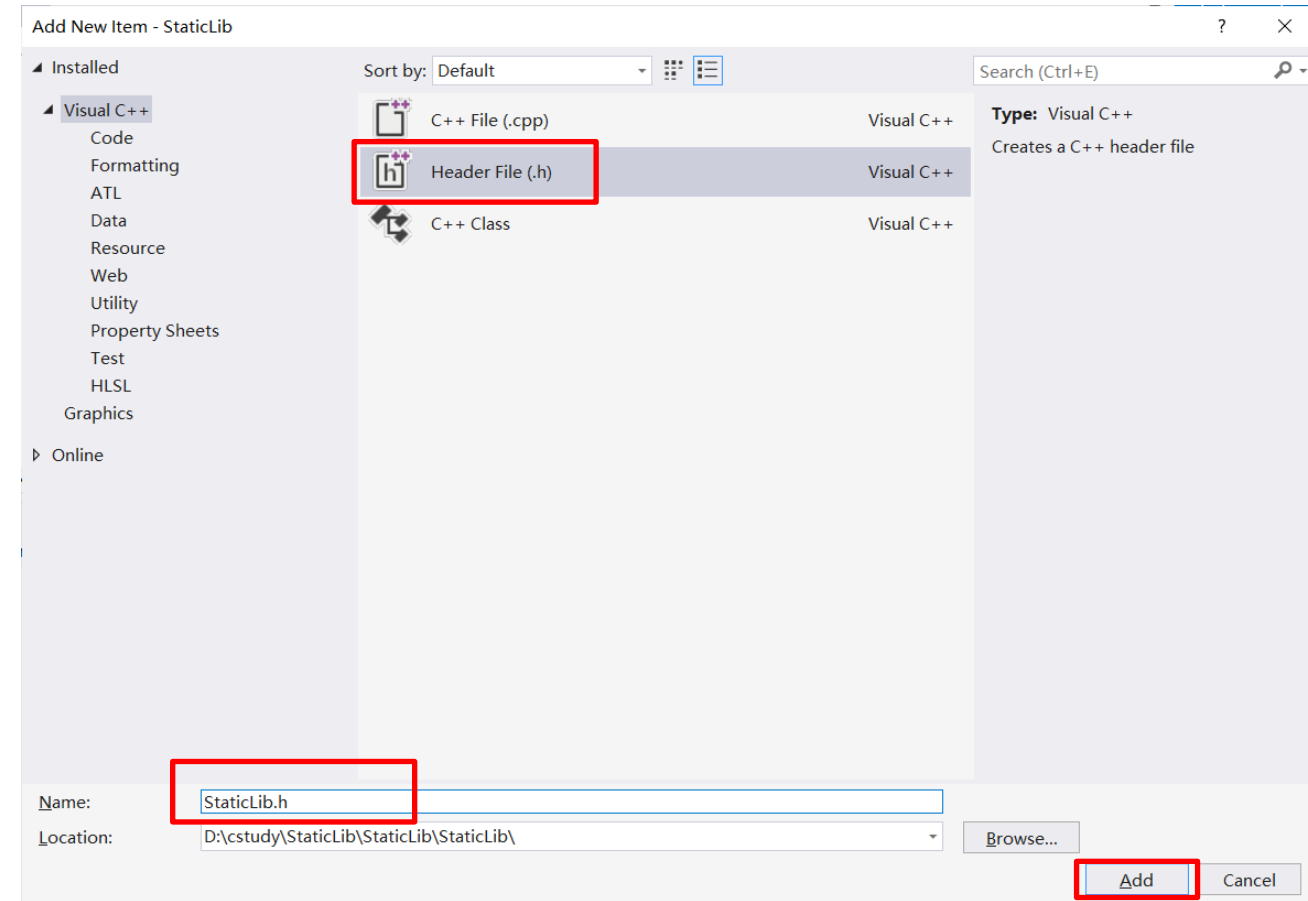 Add New Item - StaticLib ?
Installed
Sort by: Default
Search (Ctrl+E)
Visual C++
Code
Formatting
ATL
Data
Resource
Web
Utility
Property Sheets
Test
HLSL
Graphics
Online
C++ File (.cpp) Visual C++
Header File (.h) Visual C++
C++ Class Visual C++
Type: Visual C++
Creates a C++ header file
Name: StaticLib.h
Location: D:\cstudy\StaticLib\StaticLib\StaticLib\ Browse...
Add Cancel